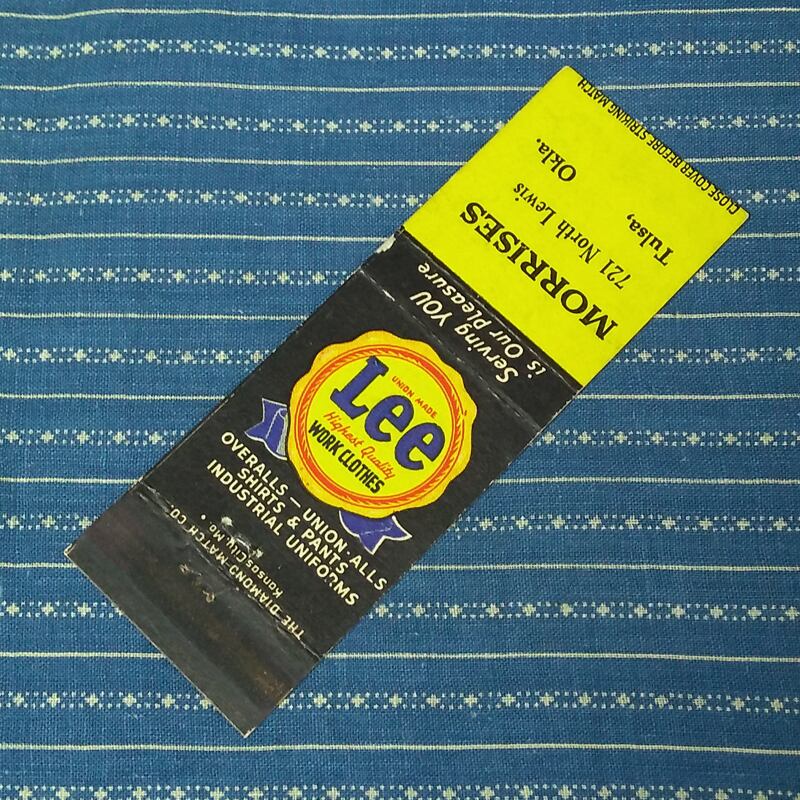 CLOSE COVER BEFORE STRIKING MATCH
MORRISES
721 North Lewis
Tulsa, Okla.
Serving YOU
is Our Pleasure
UNION MADE
Lee
Highest Quality
WORK CLOTHES
OVERALLS — UNION-ALLS
SHIRTS & PANTS
INDUSTRIAL UNIFORMS
THE DIAMOND MATCH CO.
Kansas City, Mo.